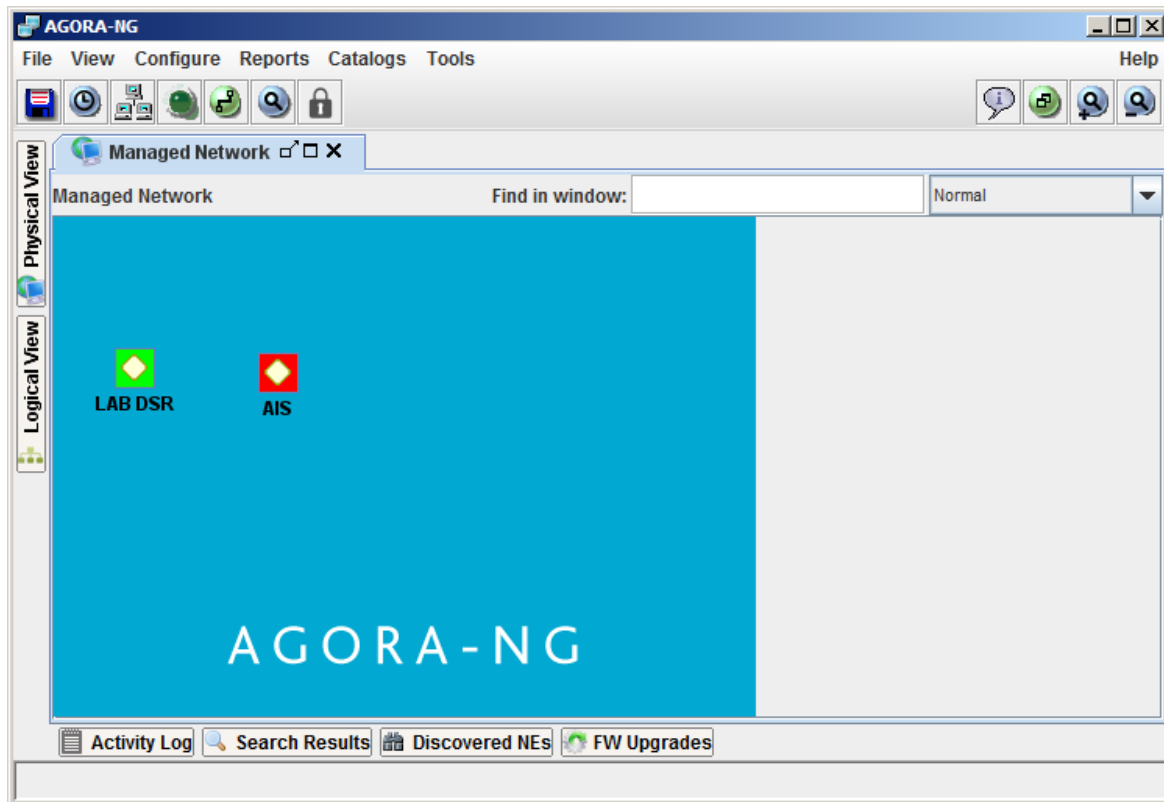 AGORA-NG
File View Configure Reports Catalogs Tools Help
Managed Network
Managed Network Find in window: Normal
Physical View
Logical View
LAB DSR AIS
AGORA-NG
Activity Log Search Results Discovered NEs FW Upgrades